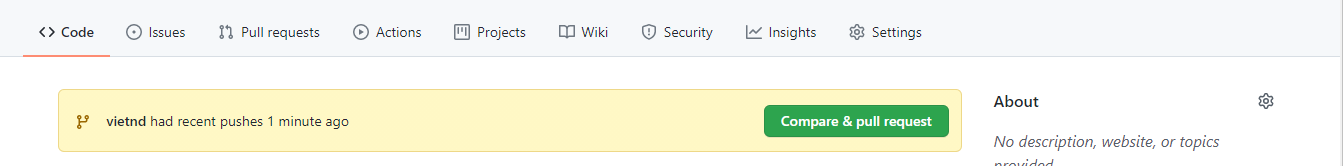 Code Issues Pull requests Actions Projects Wiki Security Insights Settings
vietnd had recent pushes 1 minute ago Compare & pull request
About
No description, website, or topics
provided.